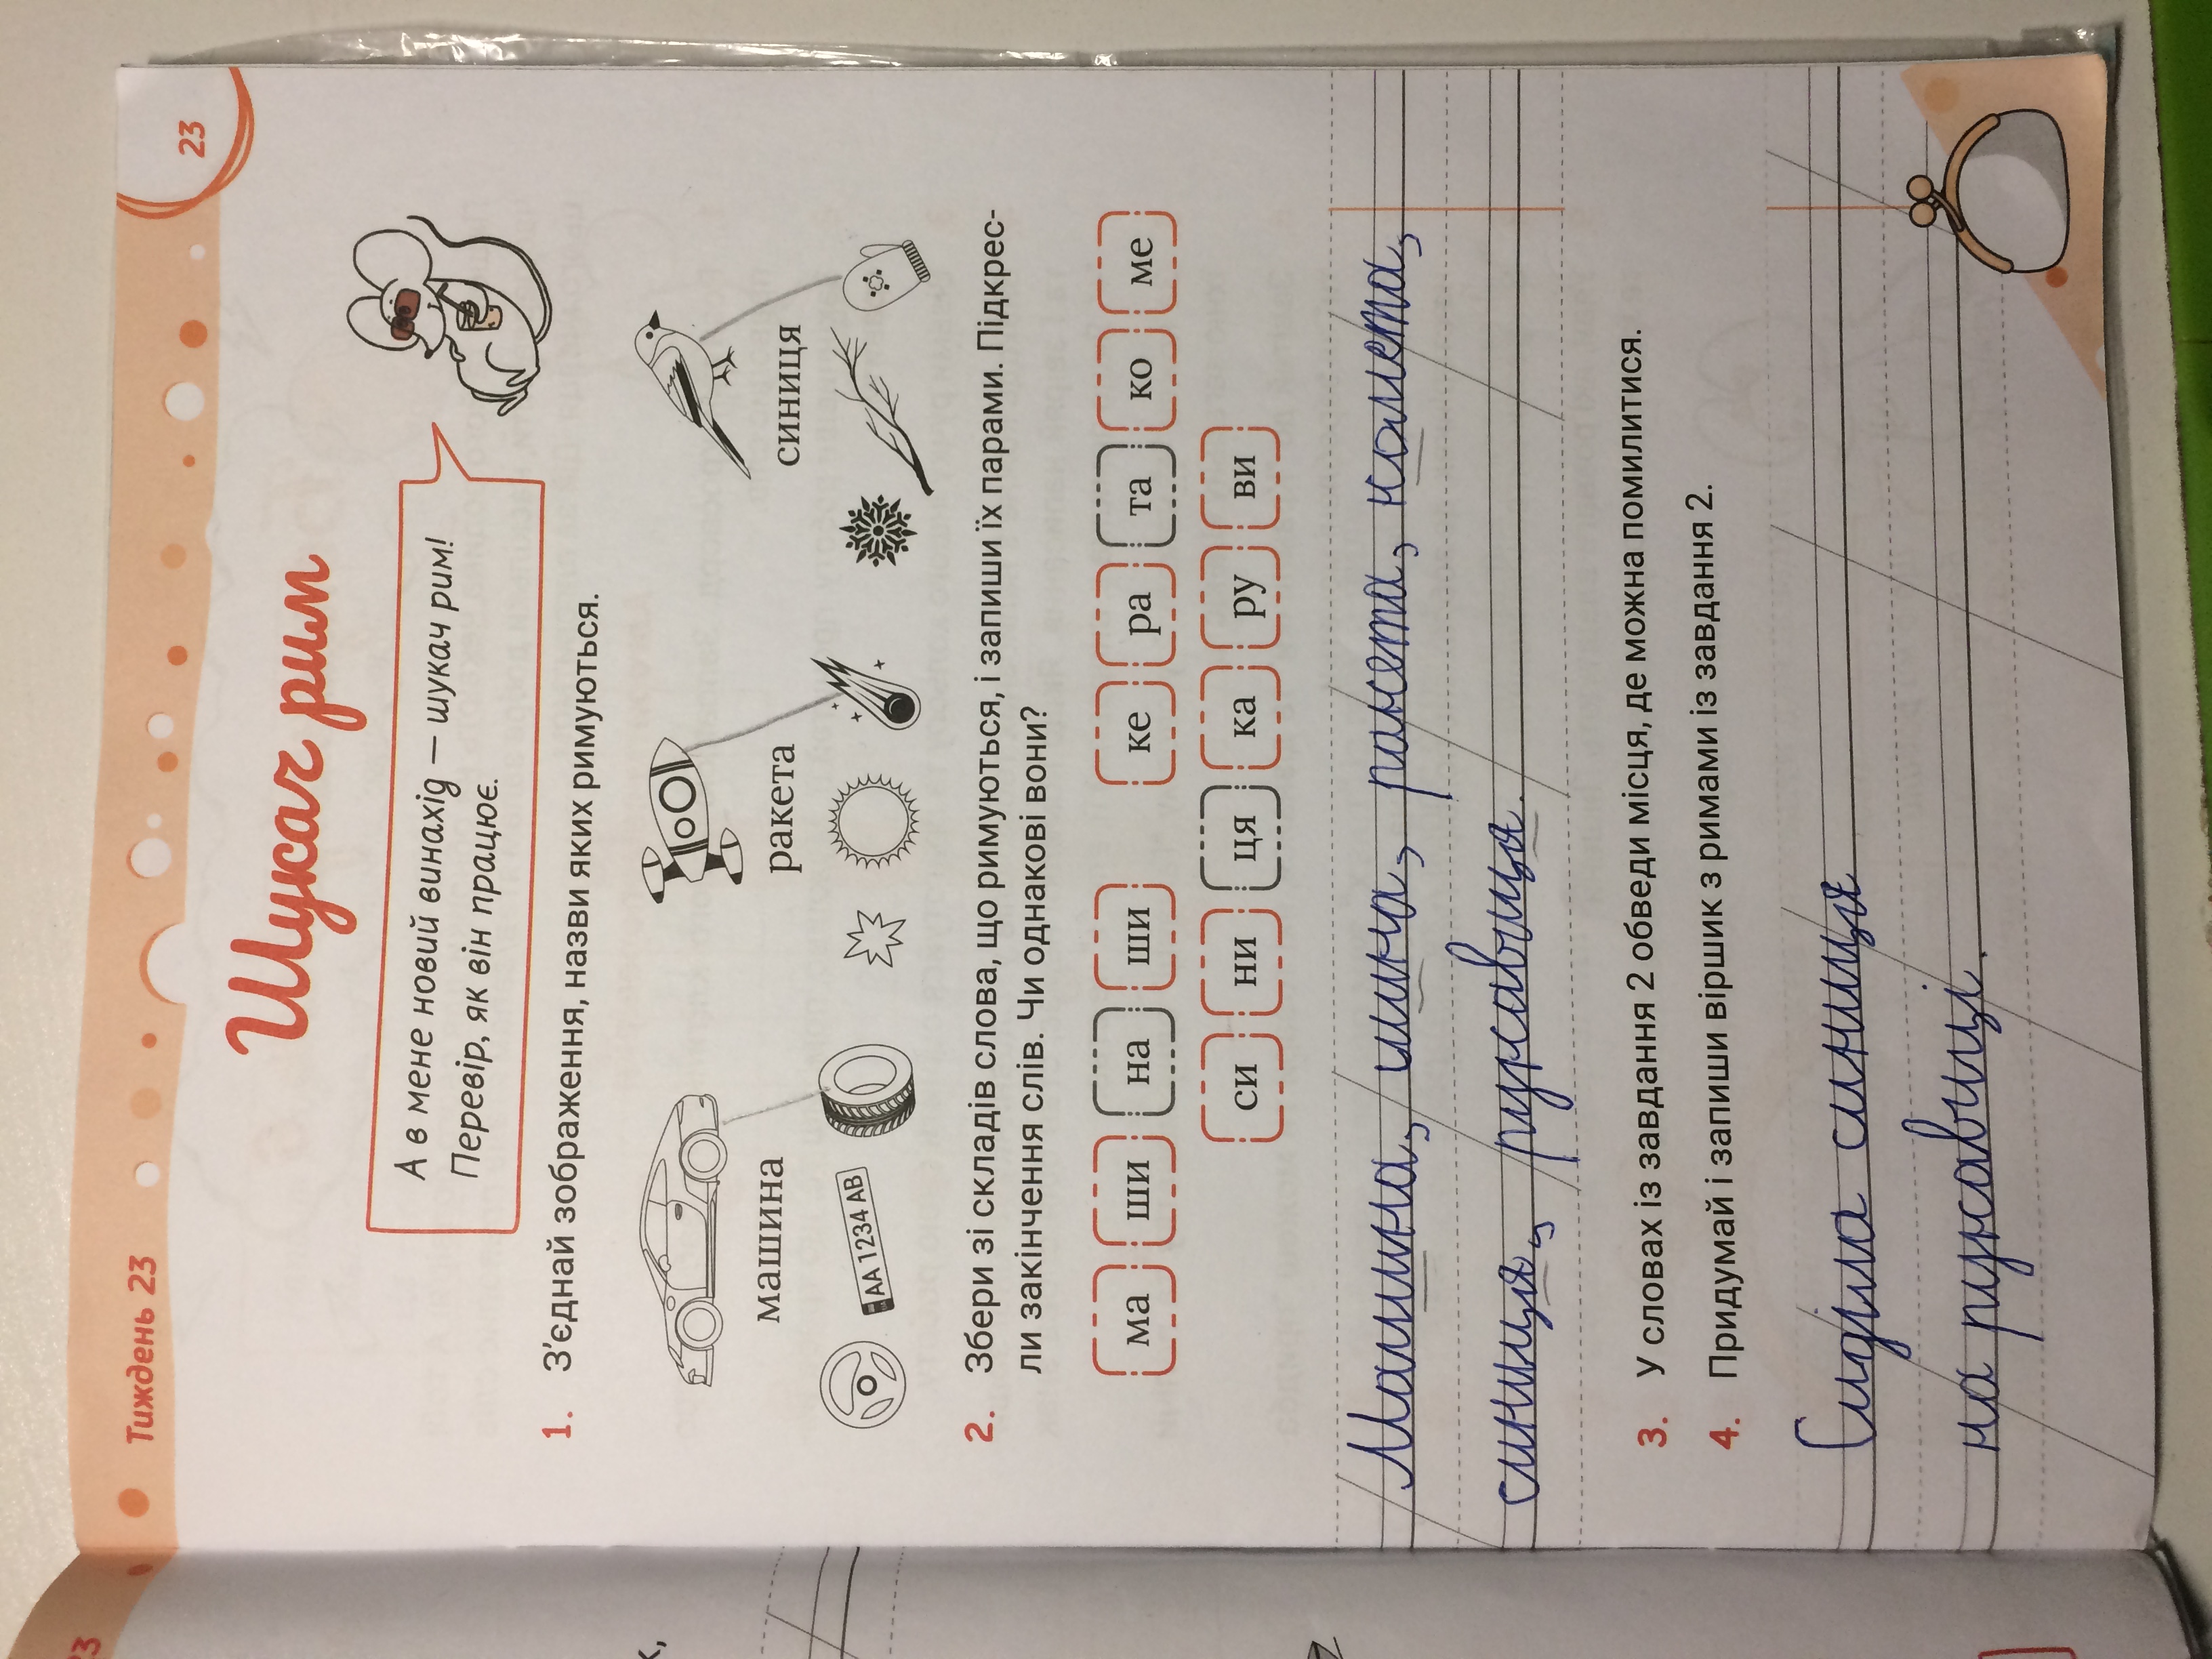 Тиждень 23
23
Шукач рим
А в мене новий винахід — шукач рим!
Перевір, як він працює.
1. З'єднай зображення, назви яких римуються.
машина ракета синиця
АА 1234 АВ
2. Збери зі складів слова, що римуються, і запиши їх парами. Підкрес-
ли закінчення слів. Чи однакові вони?
ма ши на ши ке ра та ко ме
си ни ця ка ру ви
Машина, шина, ракета, комета,
синиця, рукавиця.
3. У словах із завдання 2 обведи місця, де можна помилитися.
4. Придумай і запиши віршик з римами із завдання 2.
Сиділа синиця
на рукавиці.